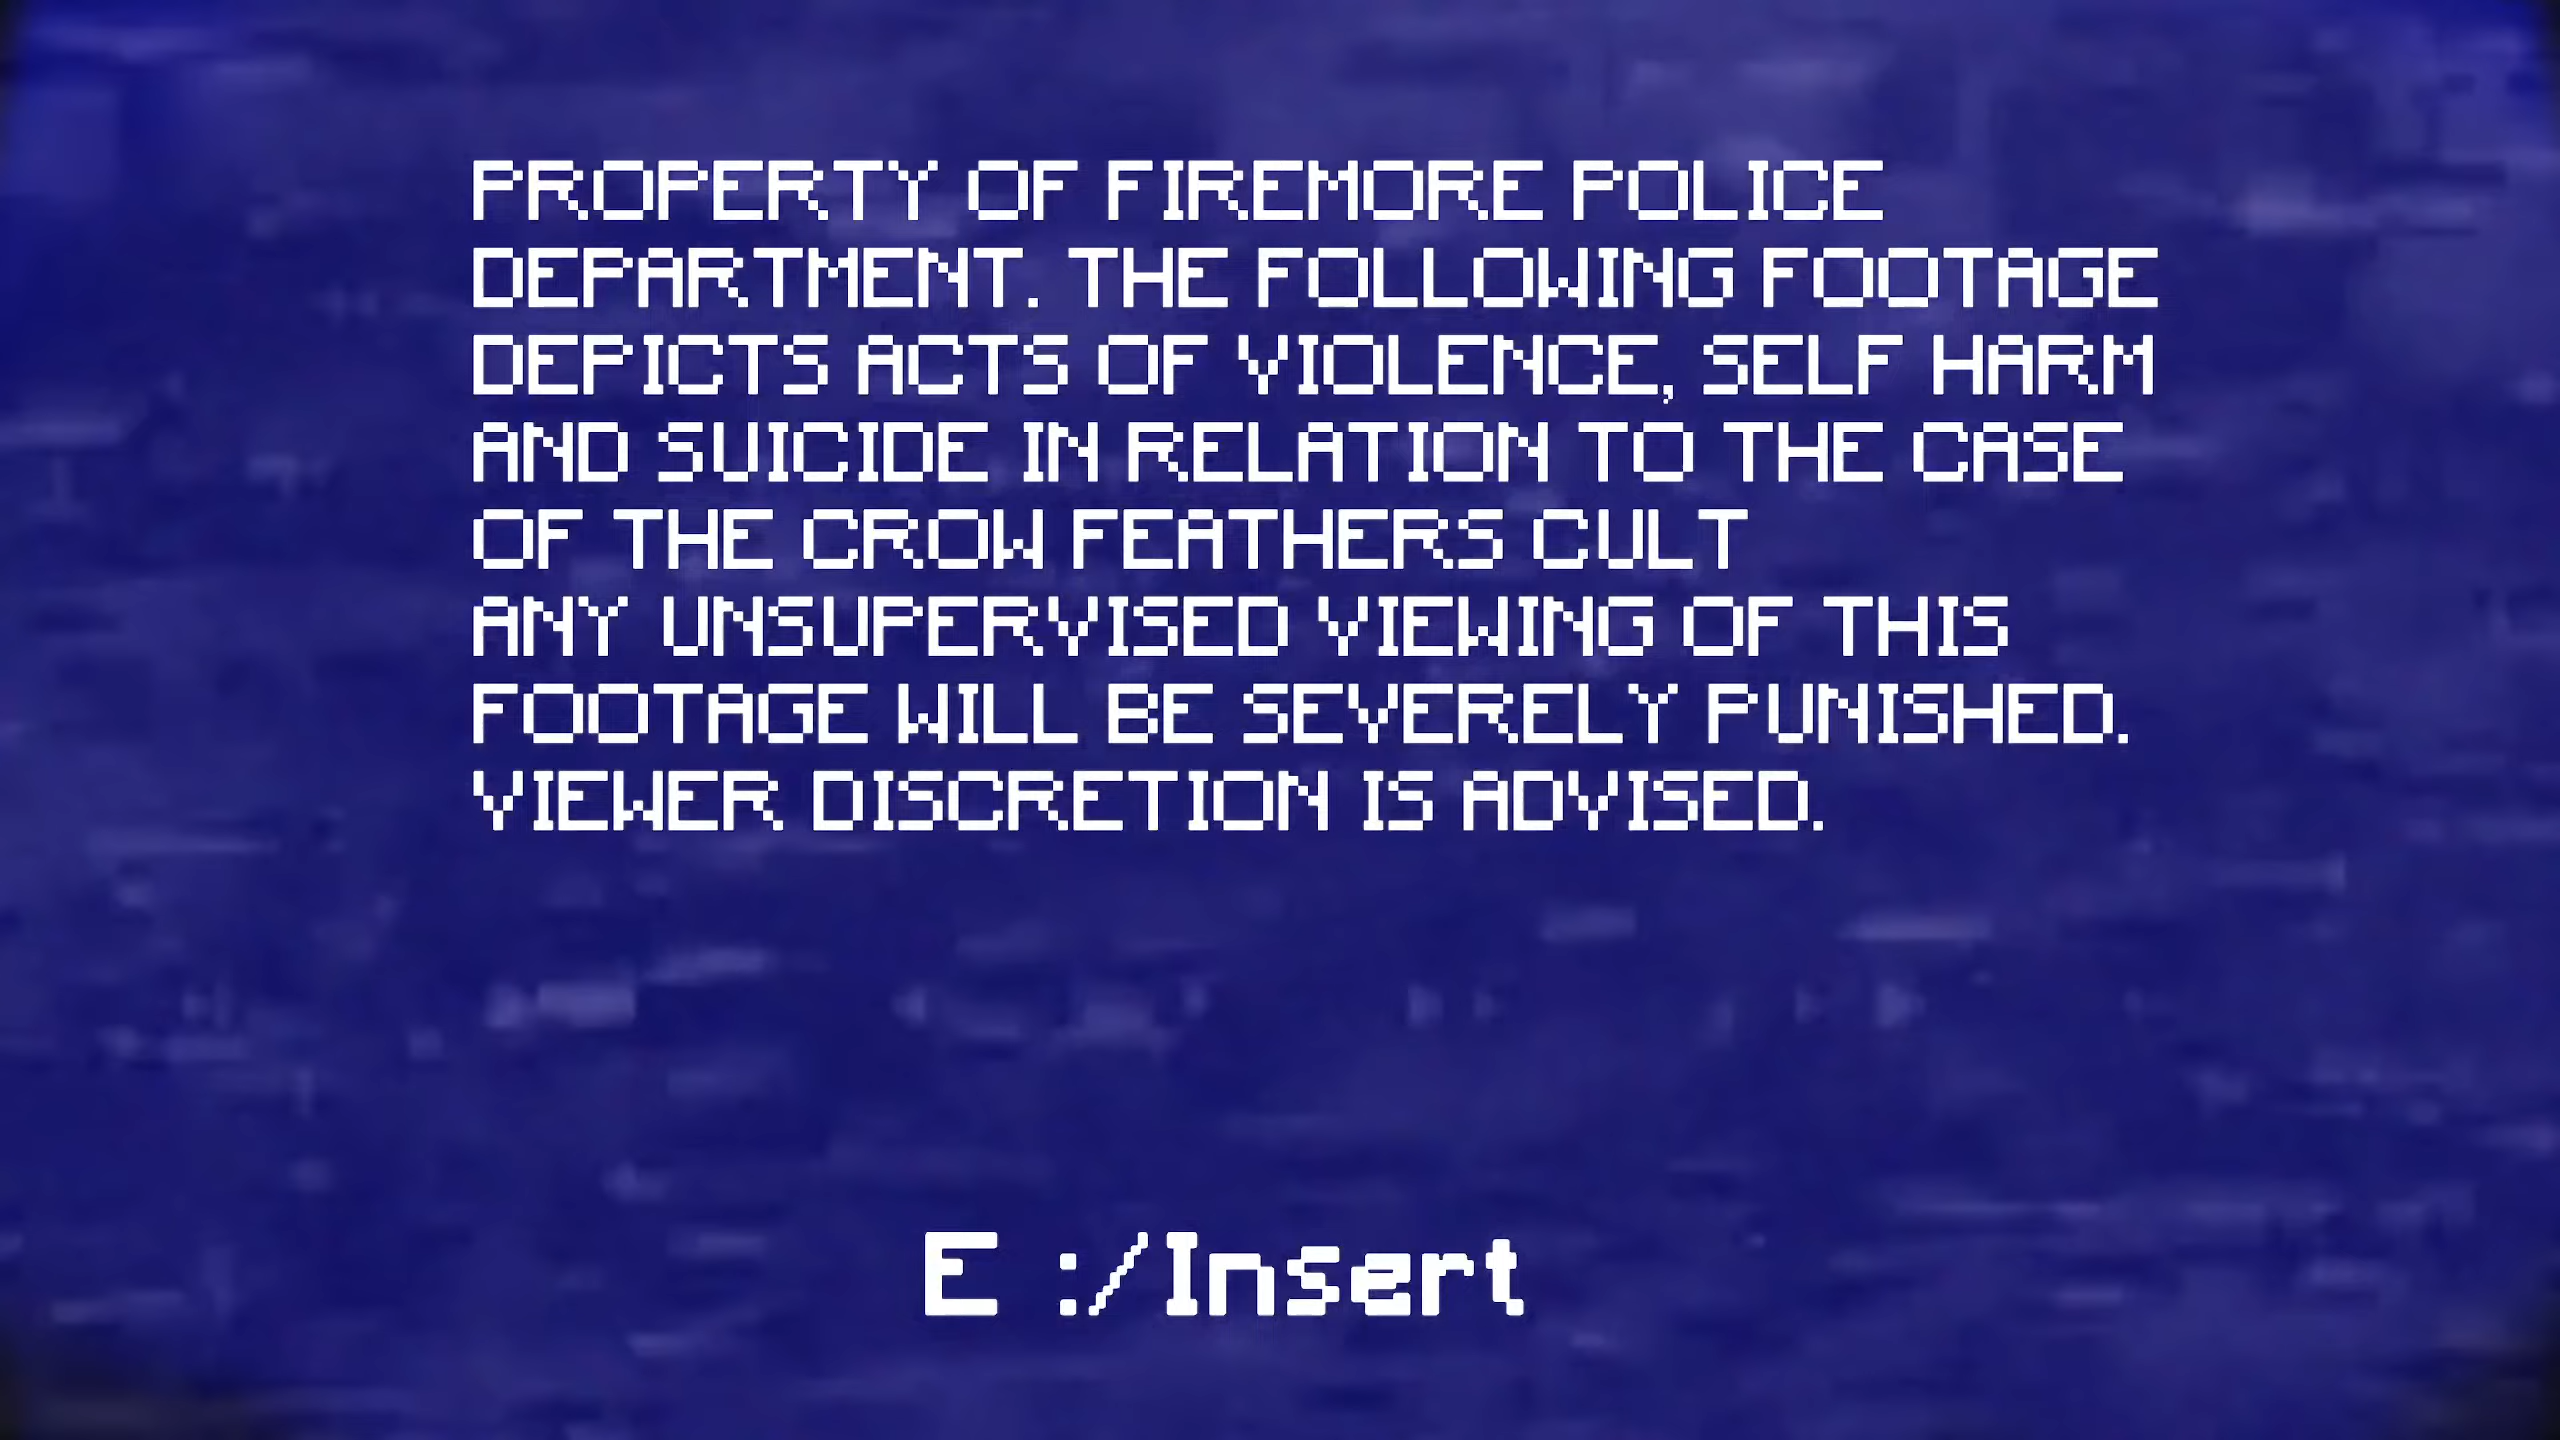 PROPERTY OF FIREMORE POLICE
DEPARTMENT. THE FOLLOWING FOOTAGE
DEPICTS ACTS OF VIOLENCE, SELF HARM
AND SUICIDE IN RELATION TO THE CASE
OF THE CROW FEATHERS CULT
ANY UNSUPERVISED VIEWING OF THIS
FOOTAGE WILL BE SEVERELY PUNISHED.
VIEWER DISCRETION IS ADVISED.
E :/Insert